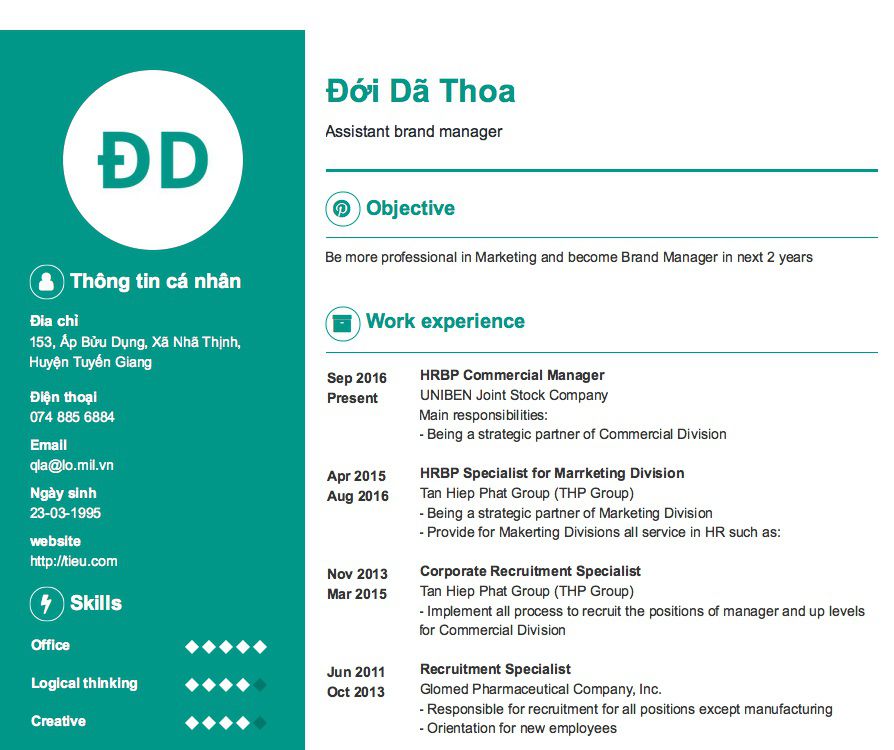 ĐD
Thông tin cá nhân
Đia chỉ
153, Ấp Bửu Dụng, Xã Nhã Thịnh,
Huyện Tuyến Giang
Điện thoại
074 885 6884
Email
qla@lo.mil.vn
Ngày sinh
23-03-1995
website
http://tieu.com
Skills
Office
Logical thinking
Creative
Đới Dã Thoa
Assistant brand manager
Objective
Be more professional in Marketing and become Brand Manager in next 2 years
Work experience
Sep 2016
Present
HRBP Commercial Manager
UNIBEN Joint Stock Company
Main responsibilities:
- Being a strategic partner of Commercial Division
Apr 2015
Aug 2016
HRBP Specialist for Marrketing Division
Tan Hiep Phat Group (THP Group)
- Being a strategic partner of Marketing Division
- Provide for Makerting Divisions all service in HR such as:
Nov 2013
Mar 2015
Corporate Recruitment Specialist
Tan Hiep Phat Group (THP Group)
- Implement all process to recruit the positions of manager and up levels
for Commercial Division
Jun 2011
Oct 2013
Recruitment Specialist
Glomed Pharmaceutical Company, Inc.
- Responsible for recruitment for all positions except manufacturing
- Orientation for new employees